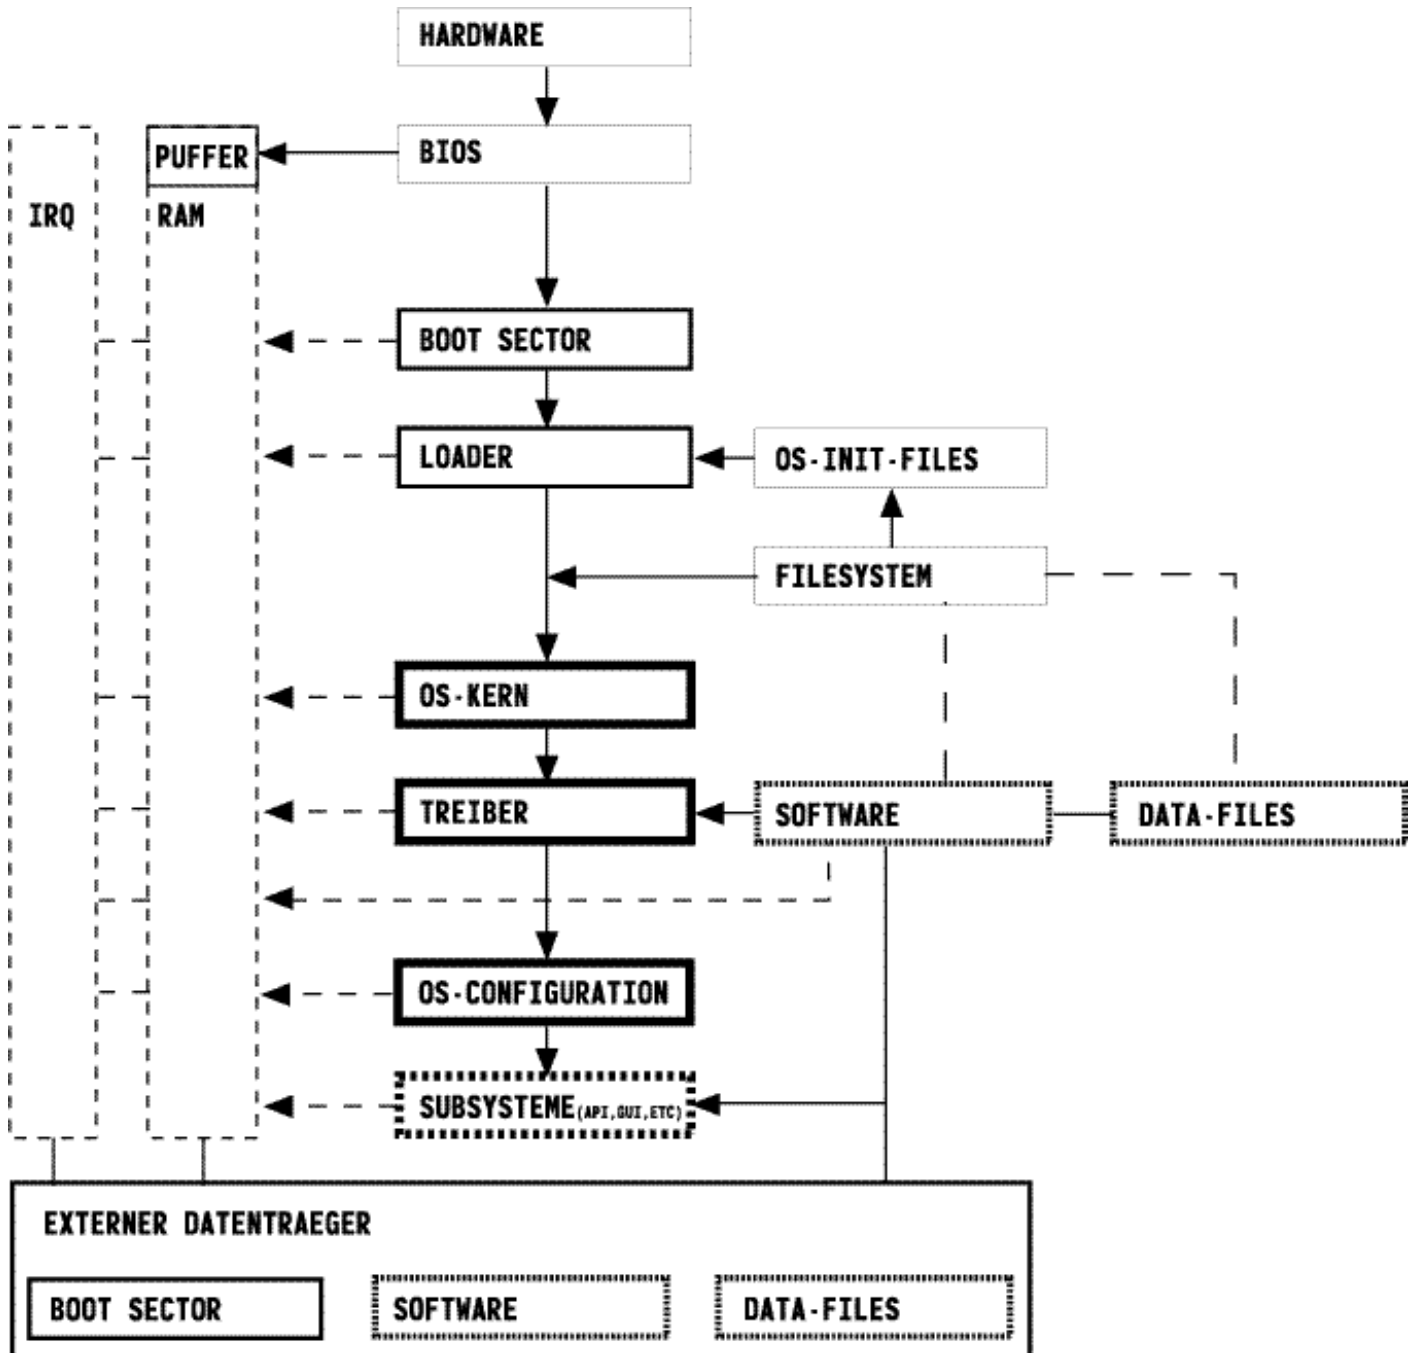 HARDWARE
PUFFER
BIOS
IRQ
RAM
BOOT SECTOR
LOADER
OS-INIT-FILES
FILESYSTEM
OS-KERN
TREIBER
SOFTWARE
DATA-FILES
OS-CONFIGURATION
SUBSYSTEME(API,GUI,ETC)
EXTERNER DATENTRAEGER
BOOT SECTOR
SOFTWARE
DATA-FILES